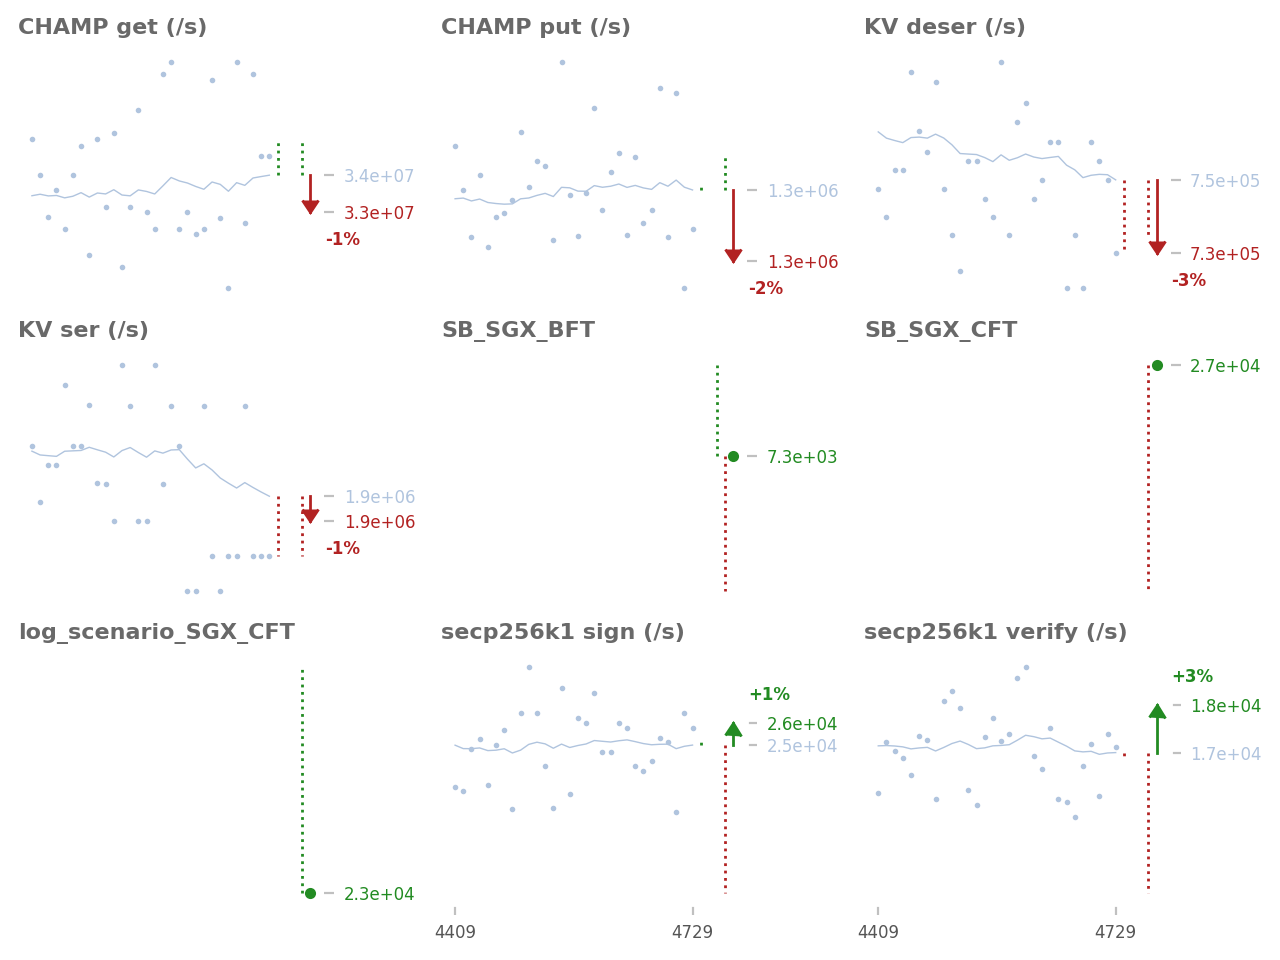 CHAMP get (/s)
CHAMP put (/s)
KV deser (/s)
3.4e+07
3.3e+07
-1%
1.3e+06
1.3e+06
-2%
7.5e+05
7.3e+05
-3%
KV ser (/s)
SB_SGX_BFT
SB_SGX_CFT
1.9e+06
1.9e+06
-1%
7.3e+03
2.7e+04
log_scenario_SGX_CFT
secp256k1 sign (/s)
secp256k1 verify (/s)
2.3e+04
+1%
2.6e+04
2.5e+04
+3%
1.8e+04
1.7e+04
4409
4729
4409
4729